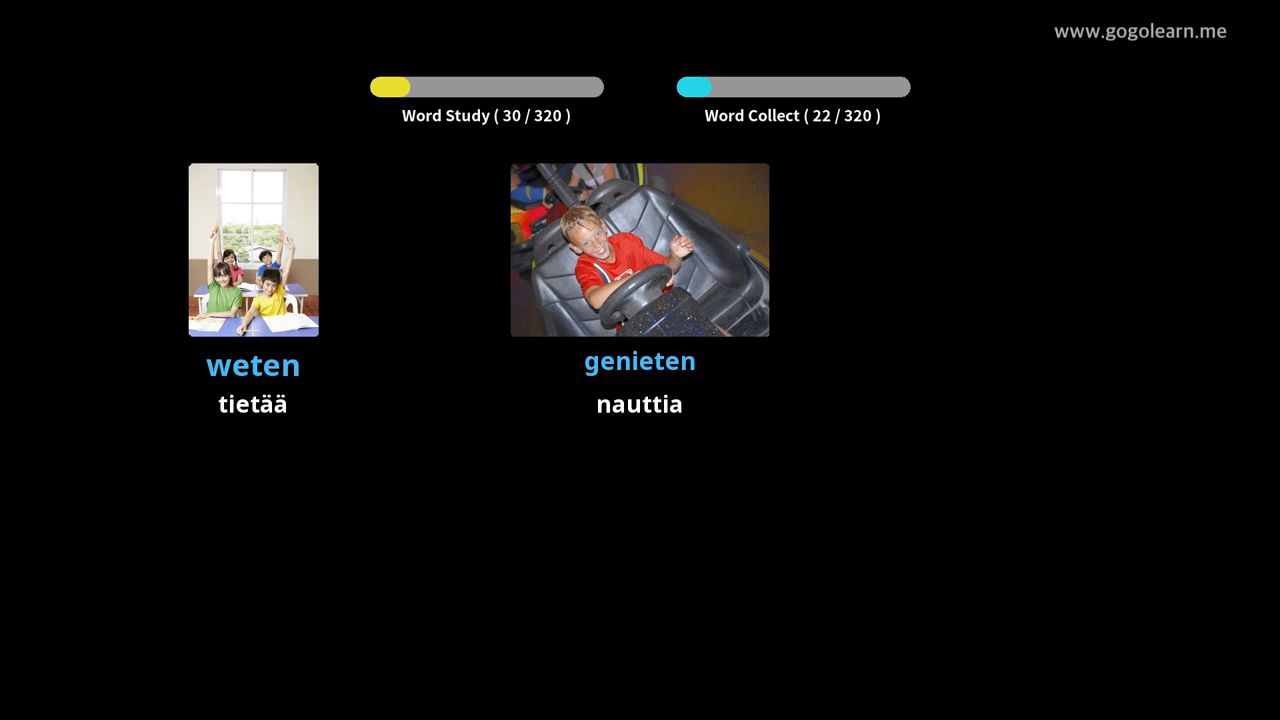 www.gogolearn.me
Word Study ( 30 / 320 )
Word Collect ( 22 / 320 )
weten
tietää
genieten
nauttia